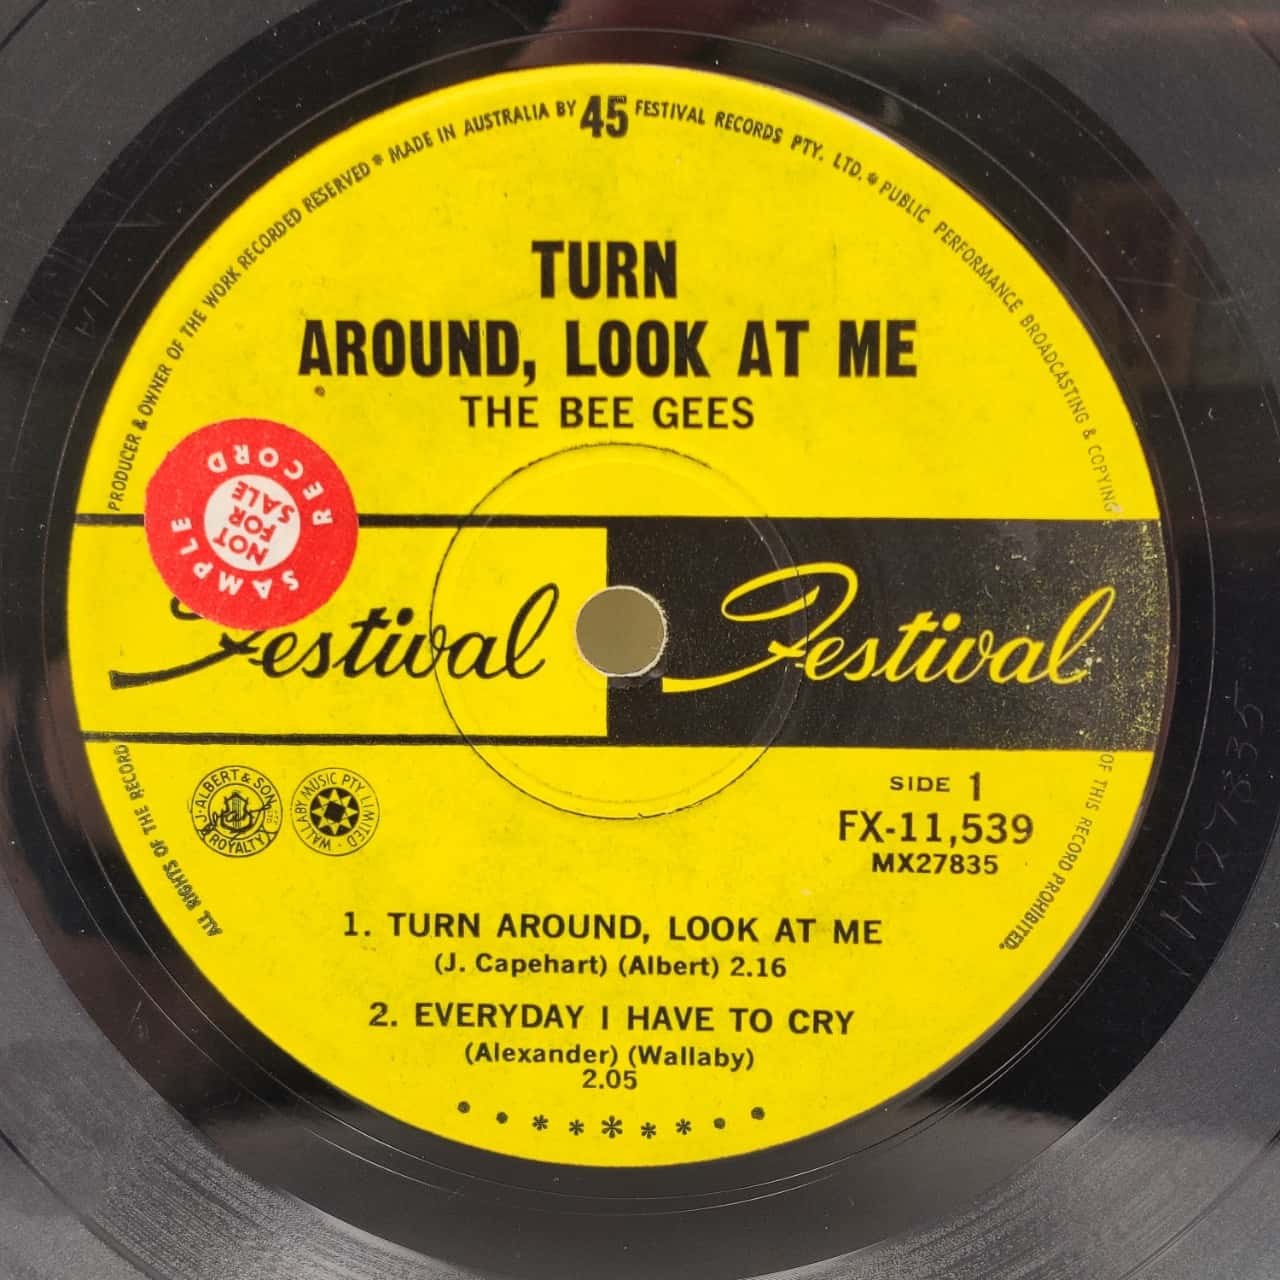 PRODUCER & OWNER OF THE WORK RECORDED RESERVED * MADE IN AUSTRALIA BY 45 FESTIVAL RECORDS PTY. LTD. * PUBLIC PERFORMANCE BROADCASTING & COPYING
TURN
AROUND, LOOK AT ME
THE BEE GEES
SAMPLE RECORD
NOT
FOR
SALE
Festival Festival
J. ALBERT & SON
ROYALTY
WALLABY MUSIC PTY LIMITED
SIDE 1
FX-11,539
MX27835
ALL RIGHTS OF THE RECORD
OF THIS RECORD PROHIBITED.
1. TURN AROUND, LOOK AT ME
(J. Capehart) (Albert) 2.16
2. EVERYDAY I HAVE TO CRY
(Alexander) (Wallaby)
2.05
MX27835